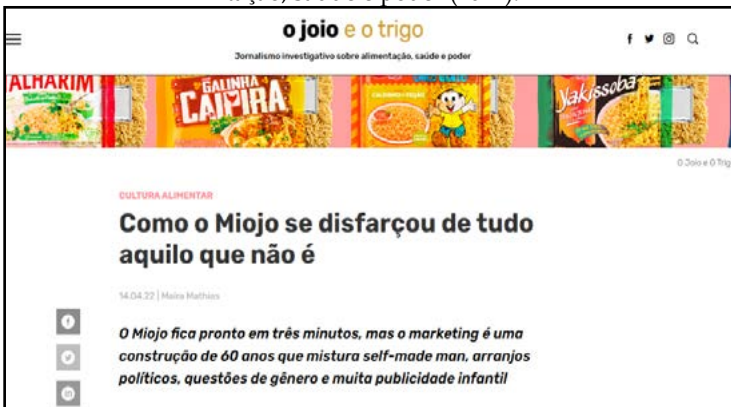 o joio e o trigo
Jornalismo investigativo sobre alimentação, saúde e poder
ALHARIM
GALINHA
CAIPIRA
Yakissoba
O Joio e O Trig
CULTURA ALIMENTAR
Como o Miojo se disfarçou de tudo
aquilo que não é
14.04.22 | Maíra Mathias
O Miojo fica pronto em três minutos, mas o marketing é uma
construção de 60 anos que mistura self-made man, arranjos
políticos, questões de gênero e muita publicidade infantil